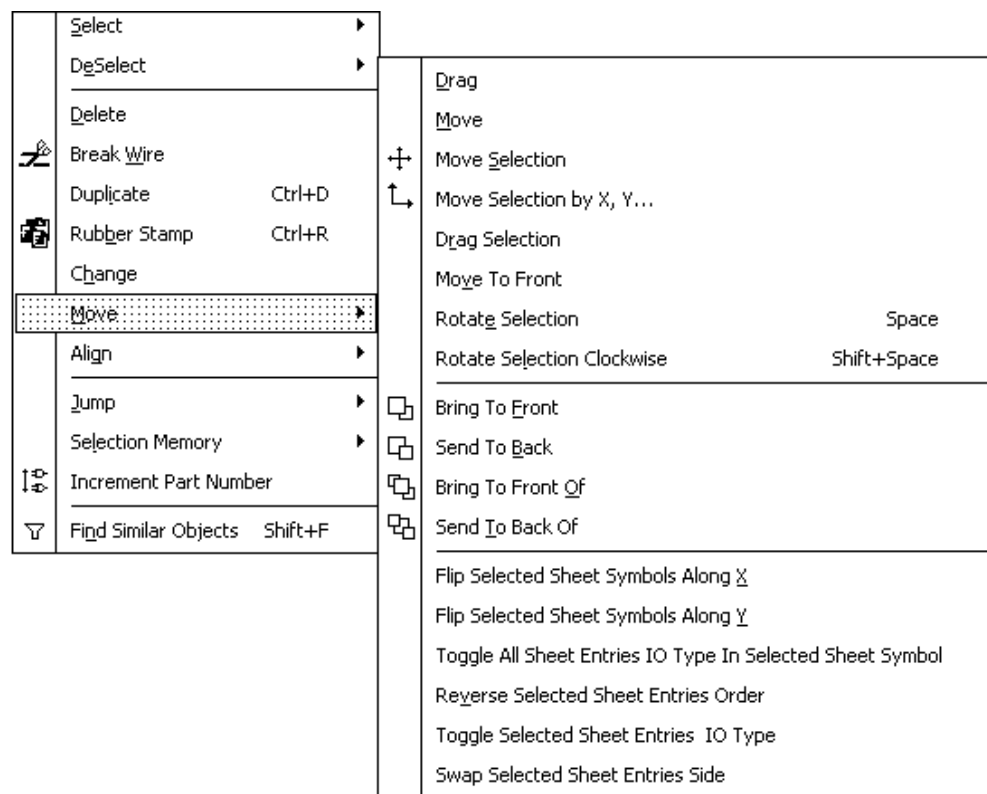 Select
DeSelect
Delete
Break Wire
Duplicate Ctrl+D
Rubber Stamp Ctrl+R
Change
Move
Align
Jump
Selection Memory
Increment Part Number
Find Similar Objects Shift+F
Drag
Move
Move Selection
Move Selection by X, Y...
Drag Selection
Move To Front
Rotate Selection Space
Rotate Selection Clockwise Shift+Space
Bring To Front
Send To Back
Bring To Front Of
Send To Back Of
Flip Selected Sheet Symbols Along X
Flip Selected Sheet Symbols Along Y
Toggle All Sheet Entries IO Type In Selected Sheet Symbol
Reverse Selected Sheet Entries Order
Toggle Selected Sheet Entries  IO Type
Swap Selected Sheet Entries Side